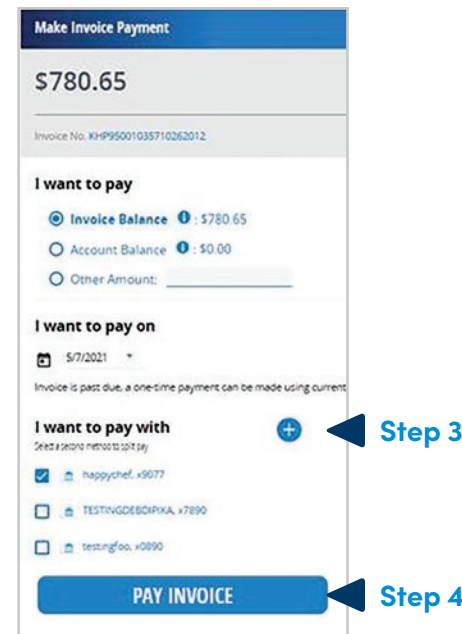 Make Invoice Payment
$780.65
Invoice No. KHP95001035710262012
I want to pay
Invoice Balance : $780.65
Account Balance : $0.00
Other Amount:
I want to pay on
5/7/2021
Invoice is past due, a one-time payment can be made using current
I want to pay with
Select a second method to split pay
Step 3
happychef, x9077
TESTINGDEBDIPIKA, x7890
testingfoo, x0890
PAY INVOICE
Step 4